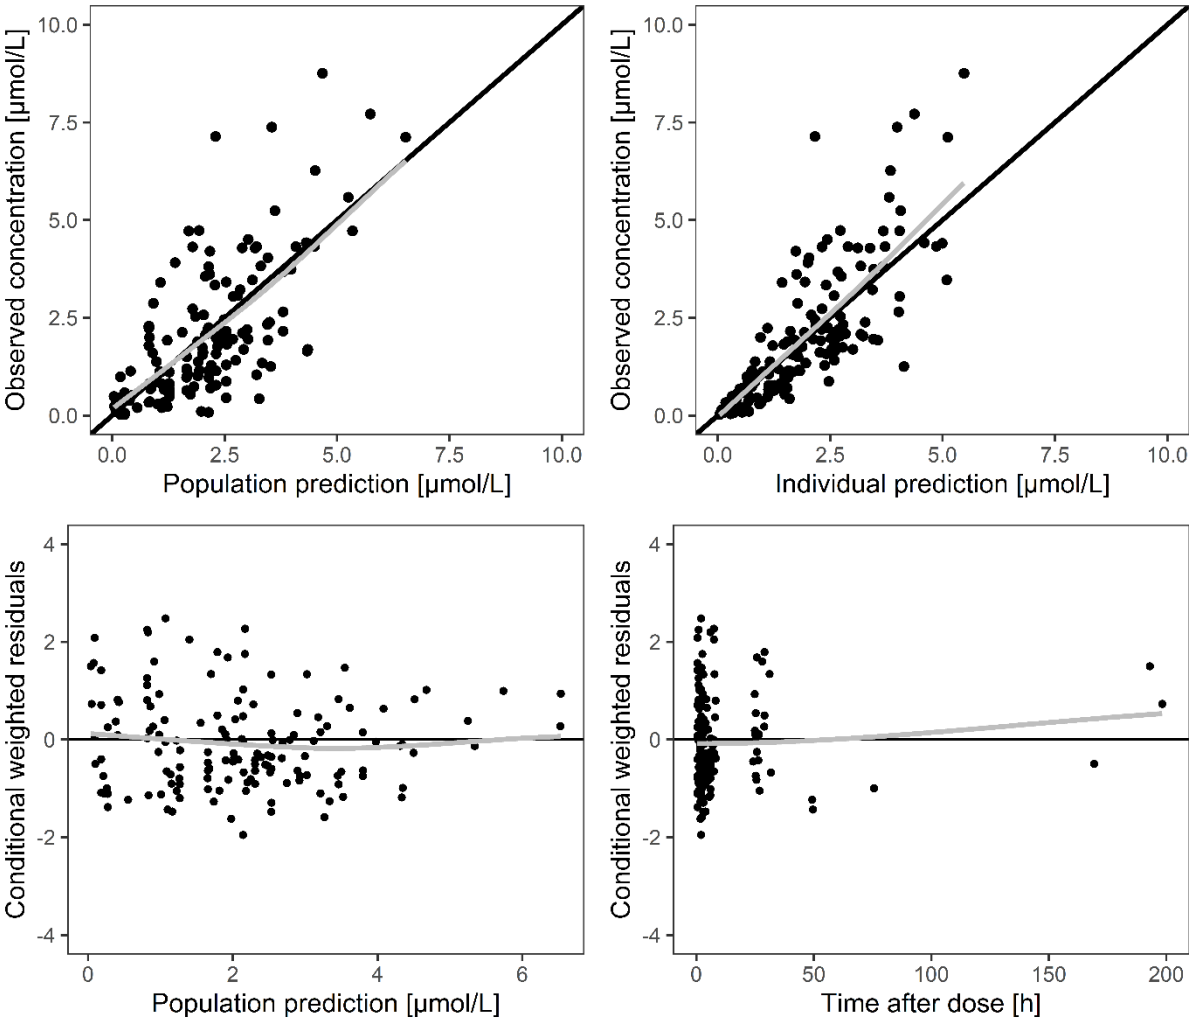 Observed concentration [µmol/L]
10.0
7.5
5.0
2.5
0.0
0.0 2.5 5.0 7.5 10.0
Population prediction [µmol/L]
Observed concentration [µmol/L]
10.0
7.5
5.0
2.5
0.0
0.0 2.5 5.0 7.5 10.0
Individual prediction [µmol/L]
Conditional weighted residuals
4
2
0
-2
-4
0 2 4 6
Population prediction [µmol/L]
Conditional weighted residuals
4
2
0
-2
-4
0 50 100 150 200
Time after dose [h]